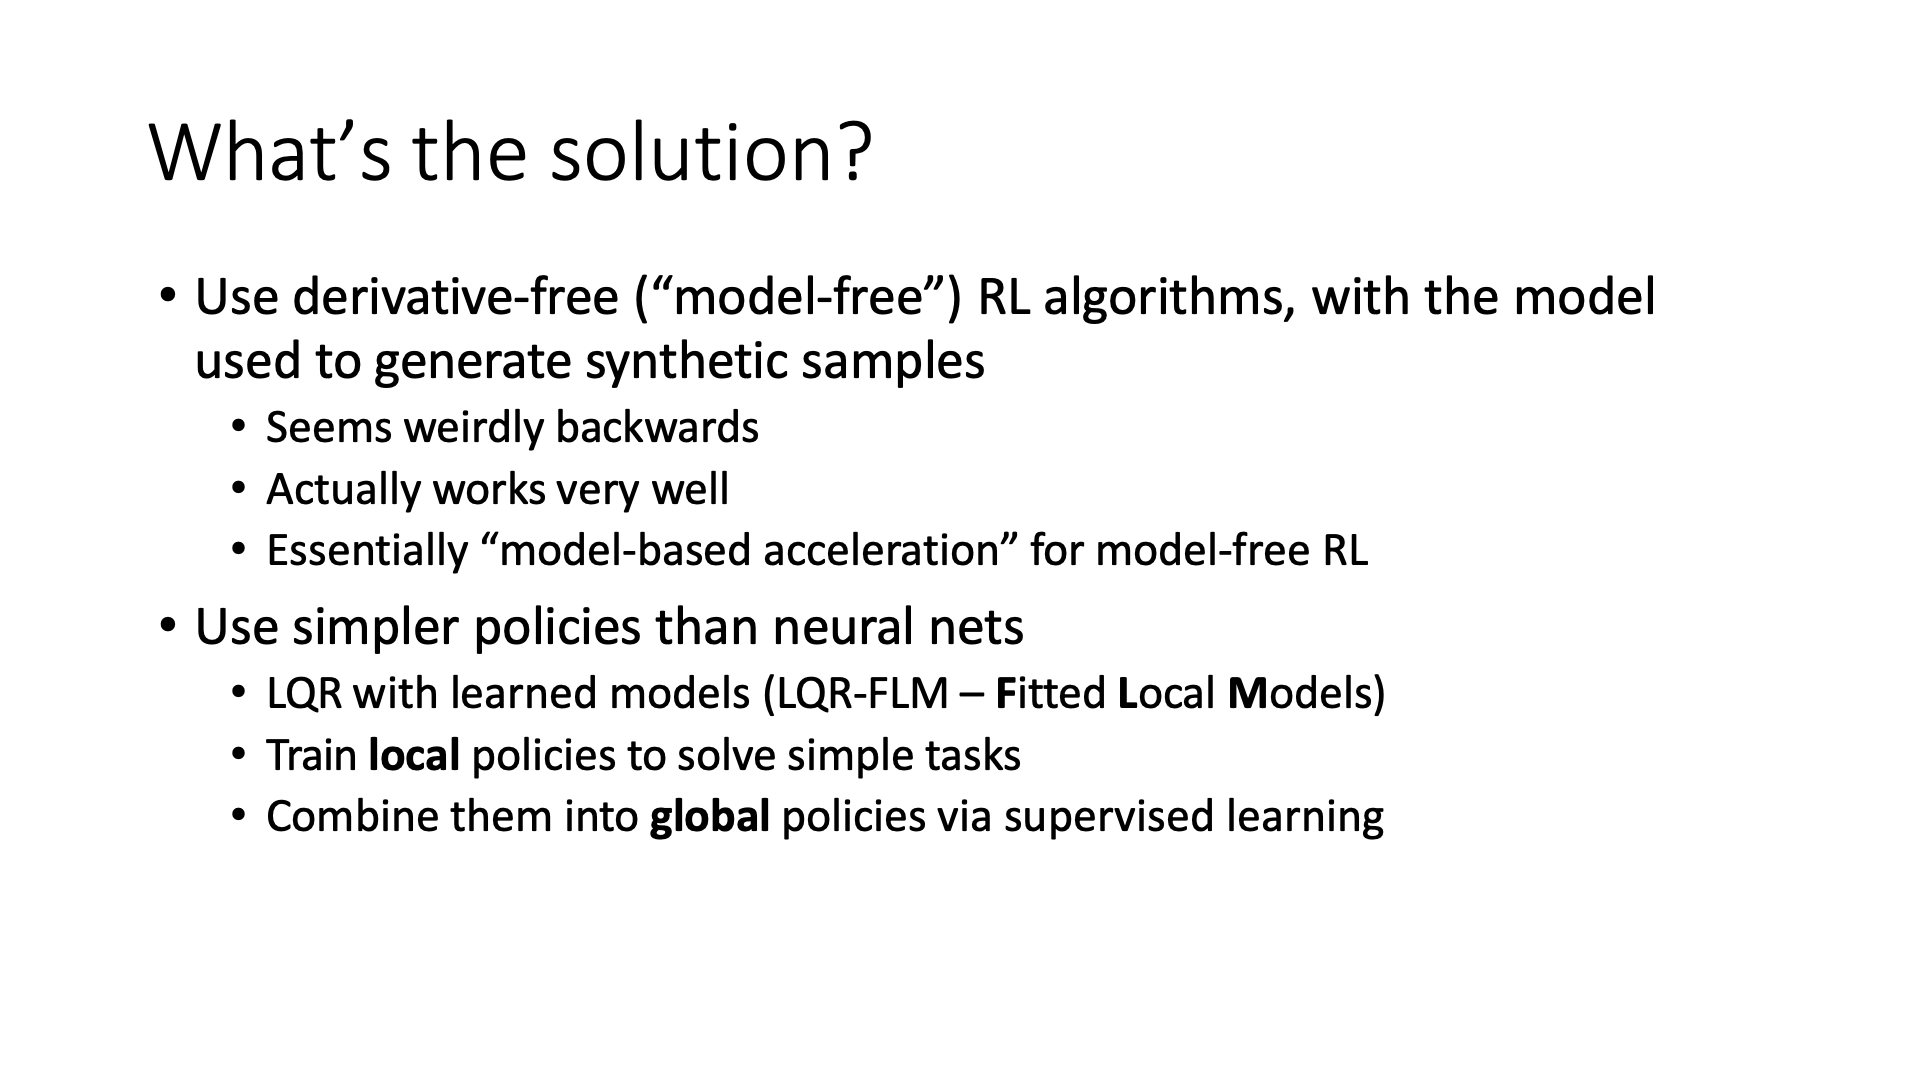 What’s the solution?
• Use derivative-free (“model-free”) RL algorithms, with the model
used to generate synthetic samples
• Seems weirdly backwards
• Actually works very well
• Essentially “model-based acceleration” for model-free RL
• Use simpler policies than neural nets
• LQR with learned models (LQR-FLM – Fitted Local Models)
• Train local policies to solve simple tasks
• Combine them into global policies via supervised learning